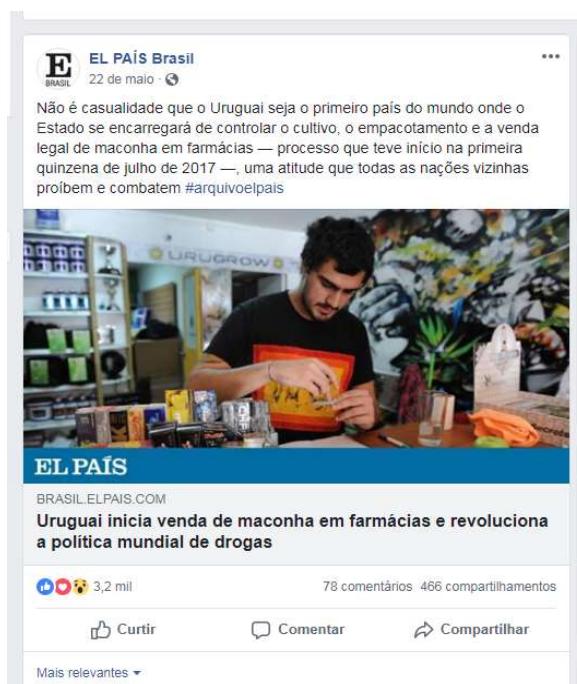 EL PAÍS Brasil
E
BRASIL
22 de maio ·
Não é casualidade que o Uruguai seja o primeiro país do mundo onde o
Estado se encarregará de controlar o cultivo, o empacotamento e a venda
legal de maconha em farmácias — processo que teve início na primeira
quinzena de julho de 2017 —, uma atitude que todas as nações vizinhas
proíbem e combatem #arquivoelpais
URUGROW
EL PAÍS
BRASIL.ELPAIS.COM
Uruguai inicia venda de maconha em farmácias e revoluciona
a política mundial de drogas
3,2 mil
78 comentários 466 compartilhamentos
Curtir Comentar Compartilhar
Mais relevantes